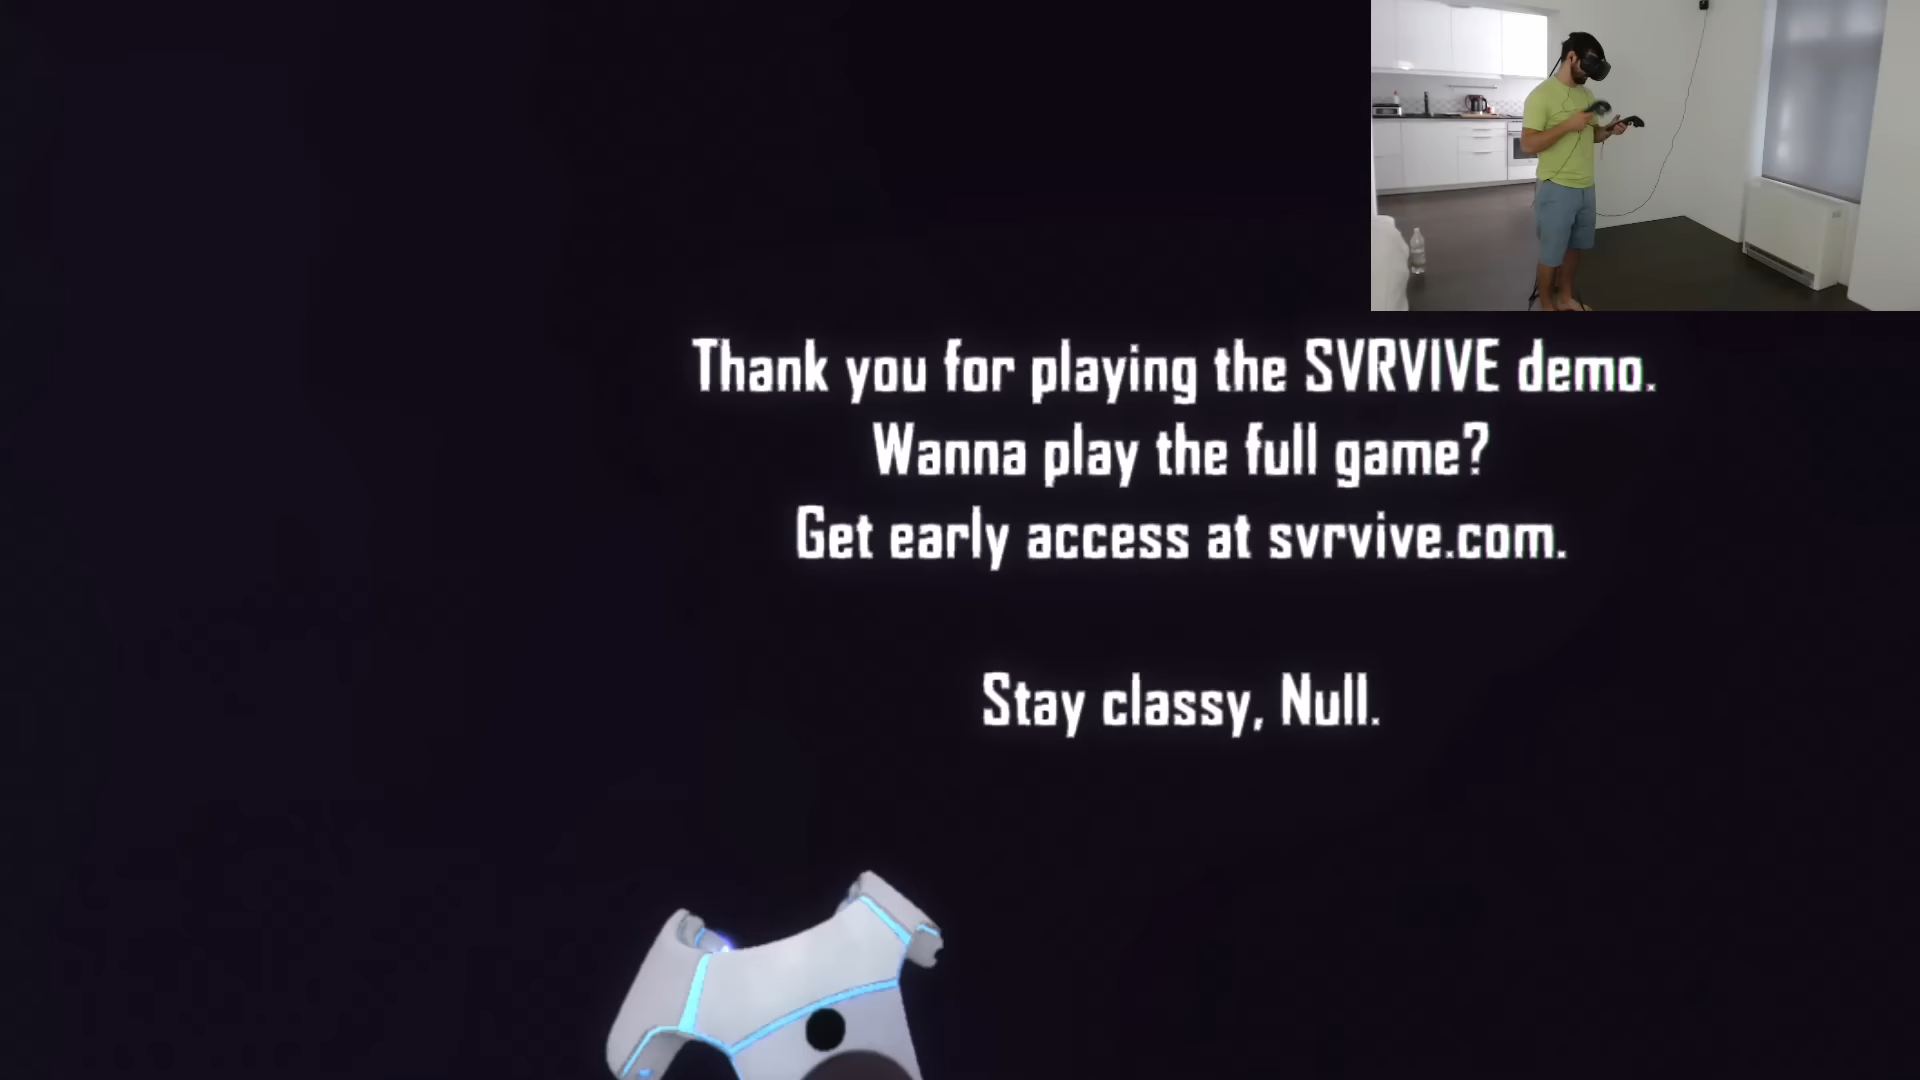 Thank you for playing the SVRVIVE demo.
Wanna play the full game?
Get early access at svrvive.com.
Stay classy, Null.